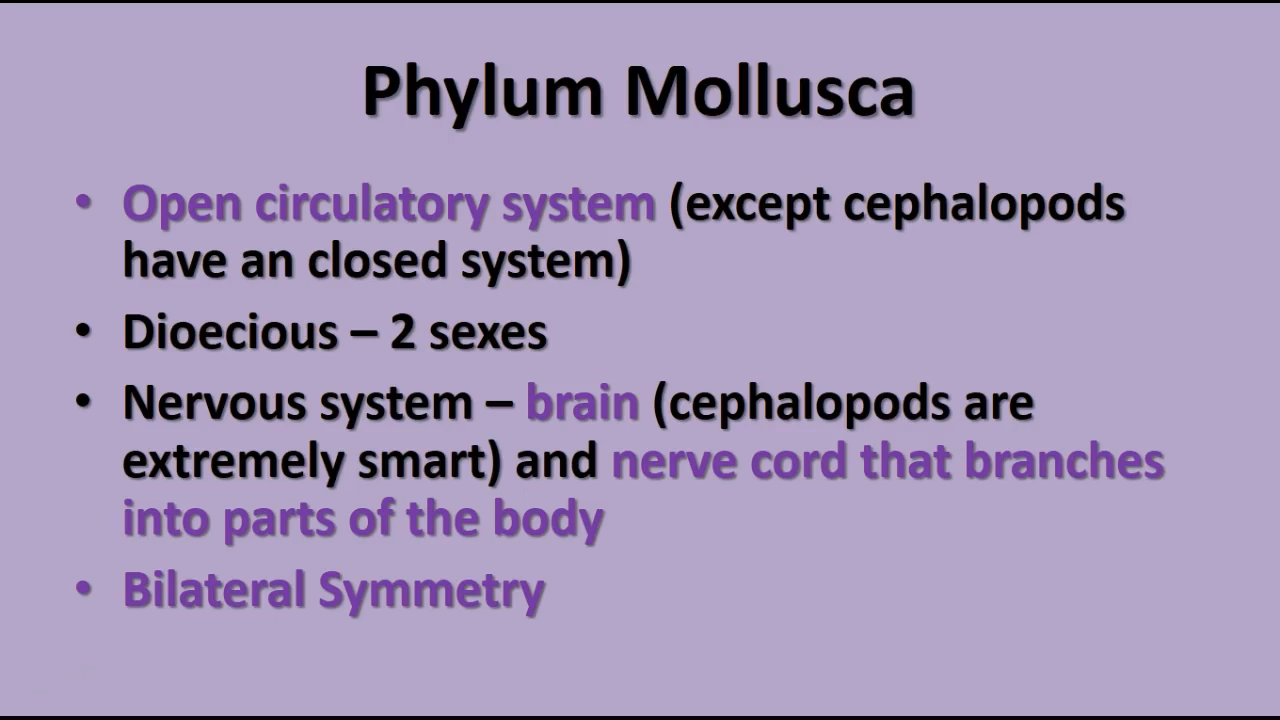 Phylum Mollusca
• Open circulatory system (except cephalopods
have an closed system)
• Dioecious – 2 sexes
• Nervous system – brain (cephalopods are
extremely smart) and nerve cord that branches
into parts of the body
• Bilateral Symmetry